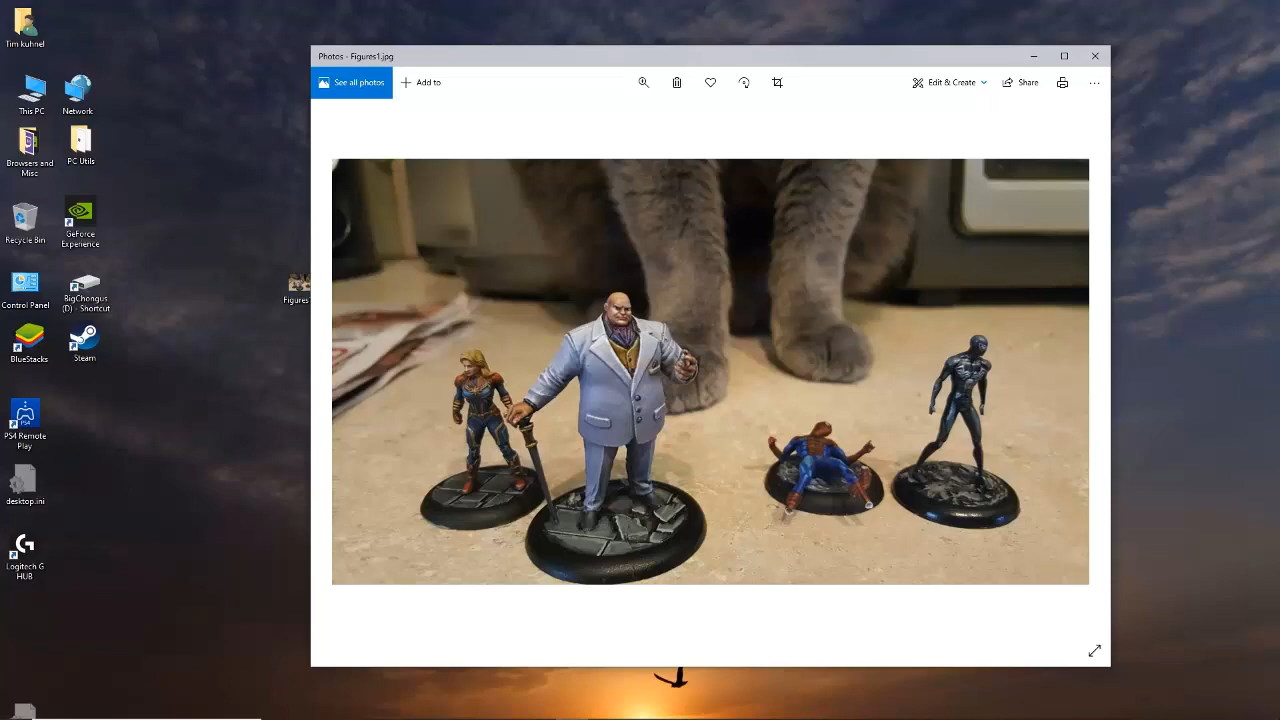 Tim kuhnel
This PC
Network
Browsers and
Misc
PC Utils
Recycle Bin
GeForce
Experience
Control Panel
BigChongus
(D) - Shortcut
BlueStacks
Steam
PS4
PS4 Remote
Play
desktop.ini
Logitech G
HUB
Figures
Photos - Figures1.jpg
See all photos
Add to
Edit & Create
Share